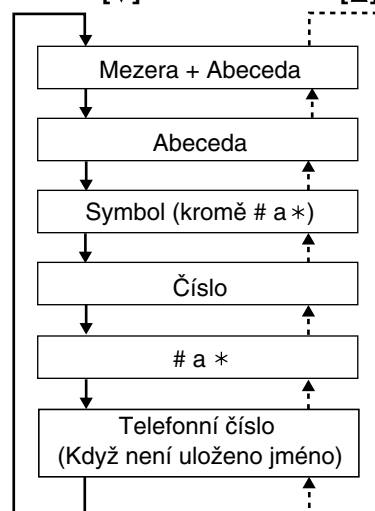 Mezera + Abeceda
Abeceda
Symbol (kromě # a *)
Číslo
# a *
Telefonní číslo
(Když není uloženo jméno)